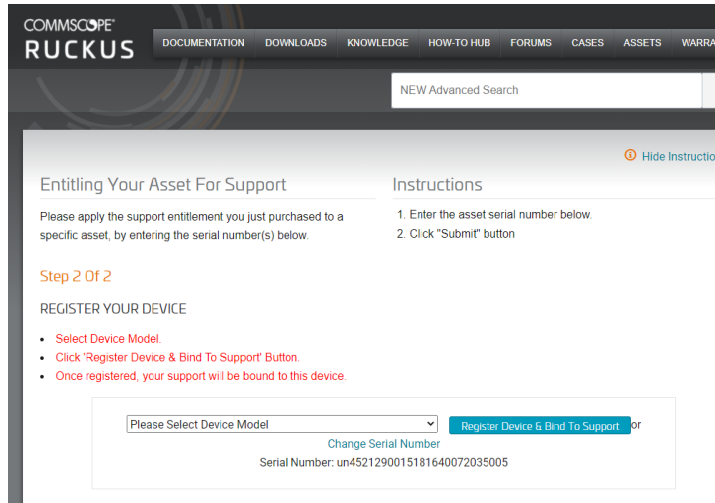 COMMSCOPE®
RUCKUS
DOCUMENTATION DOWNLOADS KNOWLEDGE HOW-TO HUB FORUMS CASES ASSETS WARRA
NEW Advanced Search
Hide Instructio
Entitling Your Asset For Support
Please apply the support entitlement you just purchased to a
specific asset, by entering the serial number(s) below.
Instructions
1. Enter the asset serial number below.
2. Click "Submit" button
Step 2 Of 2
REGISTER YOUR DEVICE
• Select Device Model.
• Click 'Register Device & Bind To Support' Button.
• Once registered, your support will be bound to this device.
Please Select Device Model Register Device & Bind To Support or
Change Serial Number
Serial Number: un4521290015181640072035005